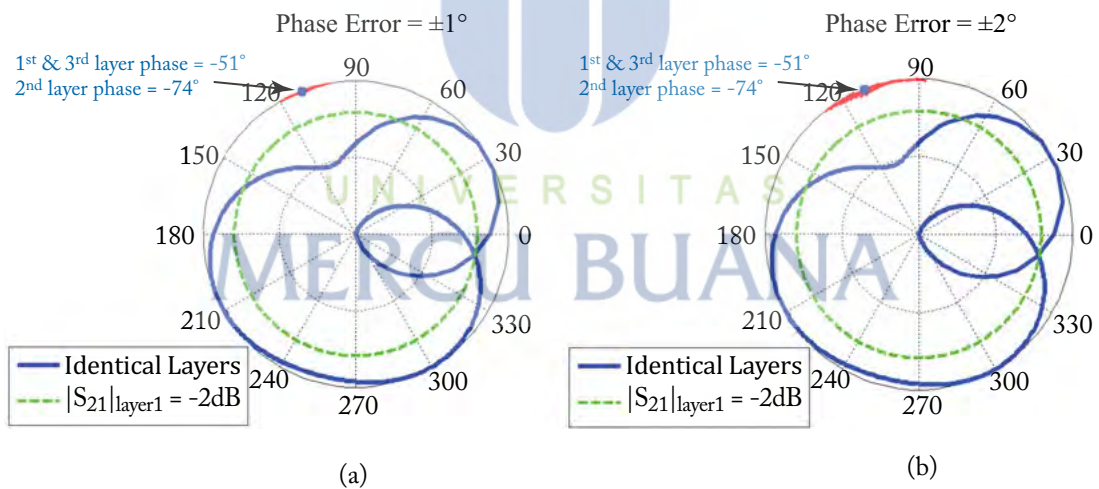 Phase Error = ±1°
1st & 3rd layer phase = -51°
2nd layer phase = -74°
90
120
60
150
30
180
0
210
330
240
300
270
Identical Layers
|S21|layer1 = -2dB
(a)
Phase Error = ±2°
1st & 3rd layer phase = -51°
2nd layer phase = -74°
90
120
60
150
30
180
0
210
330
240
300
270
Identical Layers
|S21|layer1 = -2dB
(b)
UNIVERSITAS
MERCU BUANA